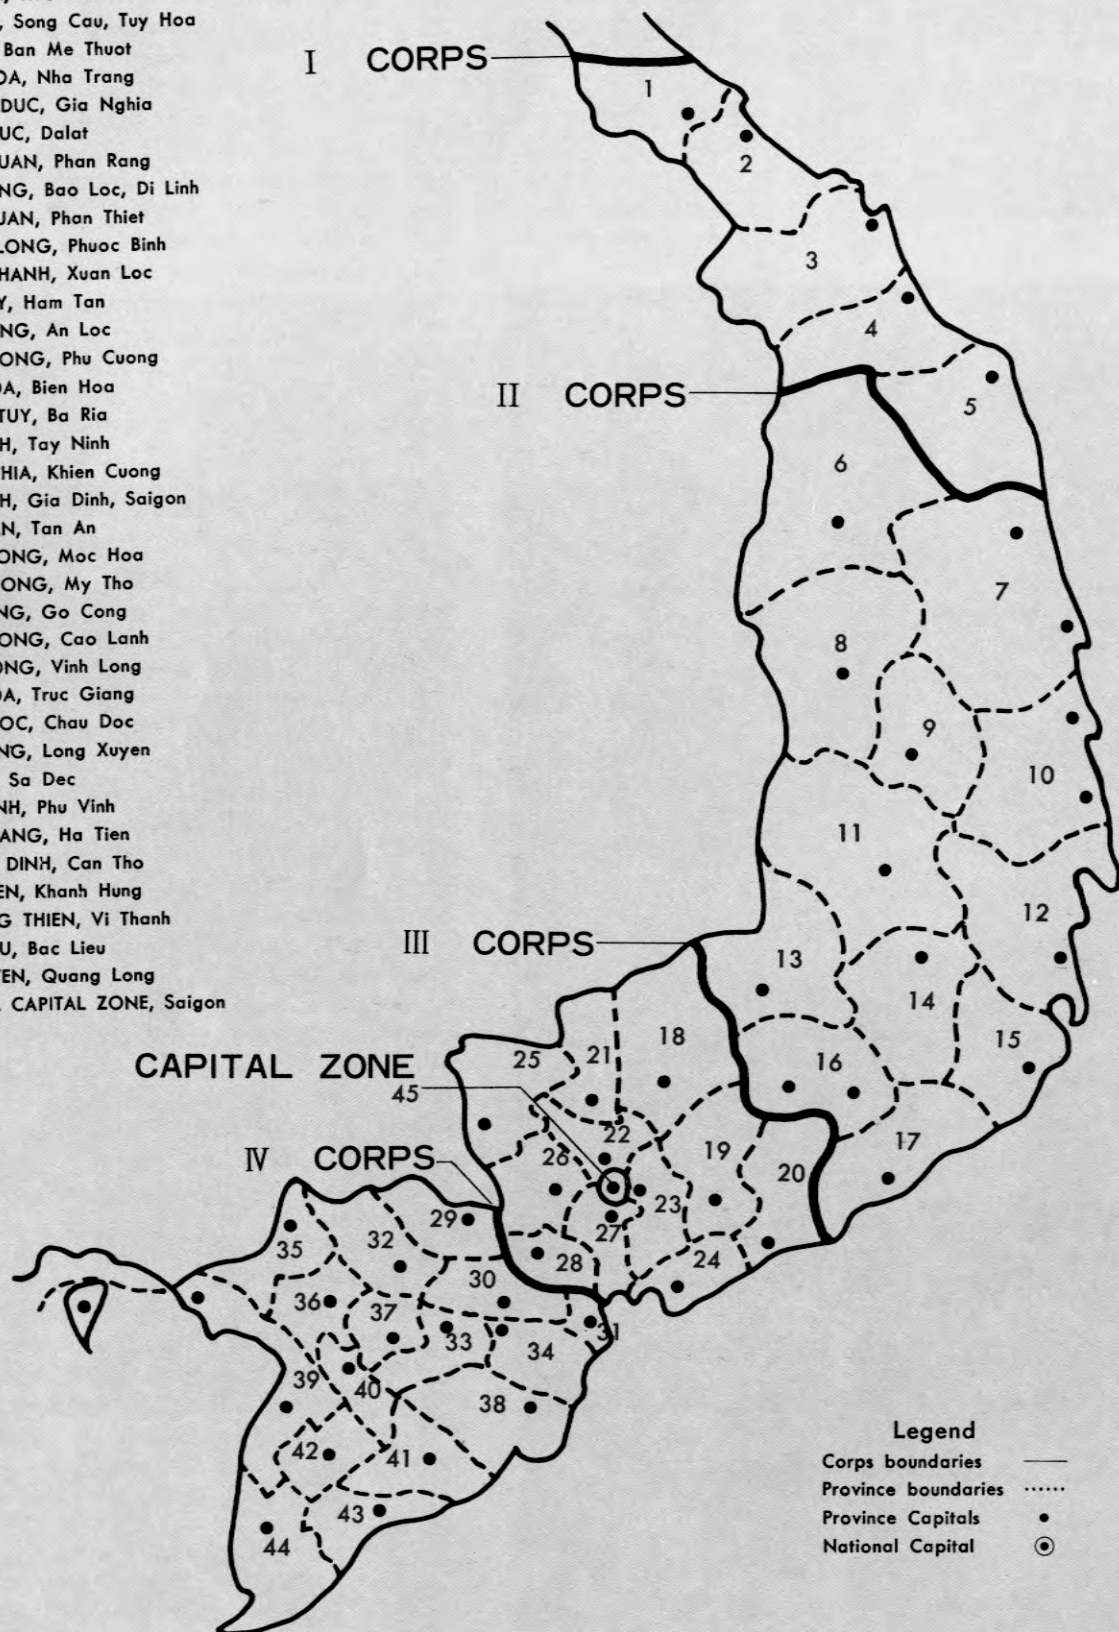 , Song Cau, Tuy Hoa
Ban Me Thuot
OA, Nha Trang
DUC, Gia Nghia
UC, Dalat
UAN, Phan Rang
NG, Bao Loc, Di Linh
UAN, Phan Thiet
LONG, Phuoc Binh
HANH, Xuan Loc
Y, Ham Tan
NG, An Loc
ONG, Phu Cuong
OA, Bien Hoa
TUY, Ba Ria
H, Tay Ninh
HIA, Khien Cuong
H, Gia Dinh, Saigon
N, Tan An
ONG, Moc Hoa
ONG, My Tho
NG, Go Cong
ONG, Cao Lanh
ONG, Vinh Long
OA, Truc Giang
OC, Chau Doc
NG, Long Xuyen
Sa Dec
NH, Phu Vinh
ANG, Ha Tien
DINH, Can Tho
EN, Khanh Hung
G THIEN, Vi Thanh
U, Bac Lieu
EN, Quang Long
CAPITAL ZONE, Saigon
I CORPS
1
2
3
4
II CORPS
5
6
7
8
9
10
11
12
III CORPS
13
14
15
16
17
18
CAPITAL ZONE
45
25
21
22
19
20
26
23
27
24
28
IV CORPS
29
35
32
30
36
37
33
31
34
39
40
38
42
41
43
44
Legend
Corps boundaries
Province boundaries
Province Capitals
National Capital